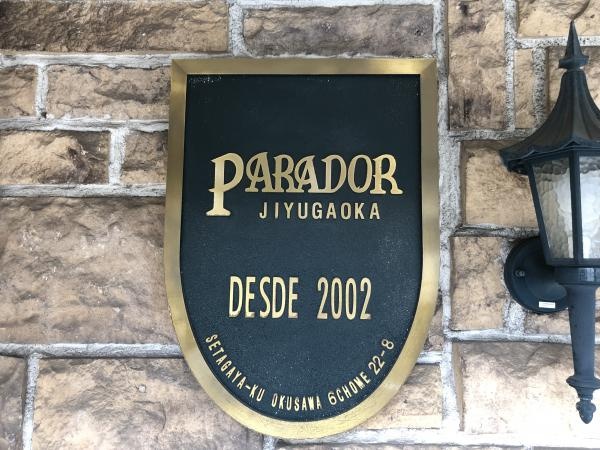 PARADOR
JIYUGAOKA
DESDE 2002
SETAGAYA-KU OKUSAWA 6CHOME 22-8